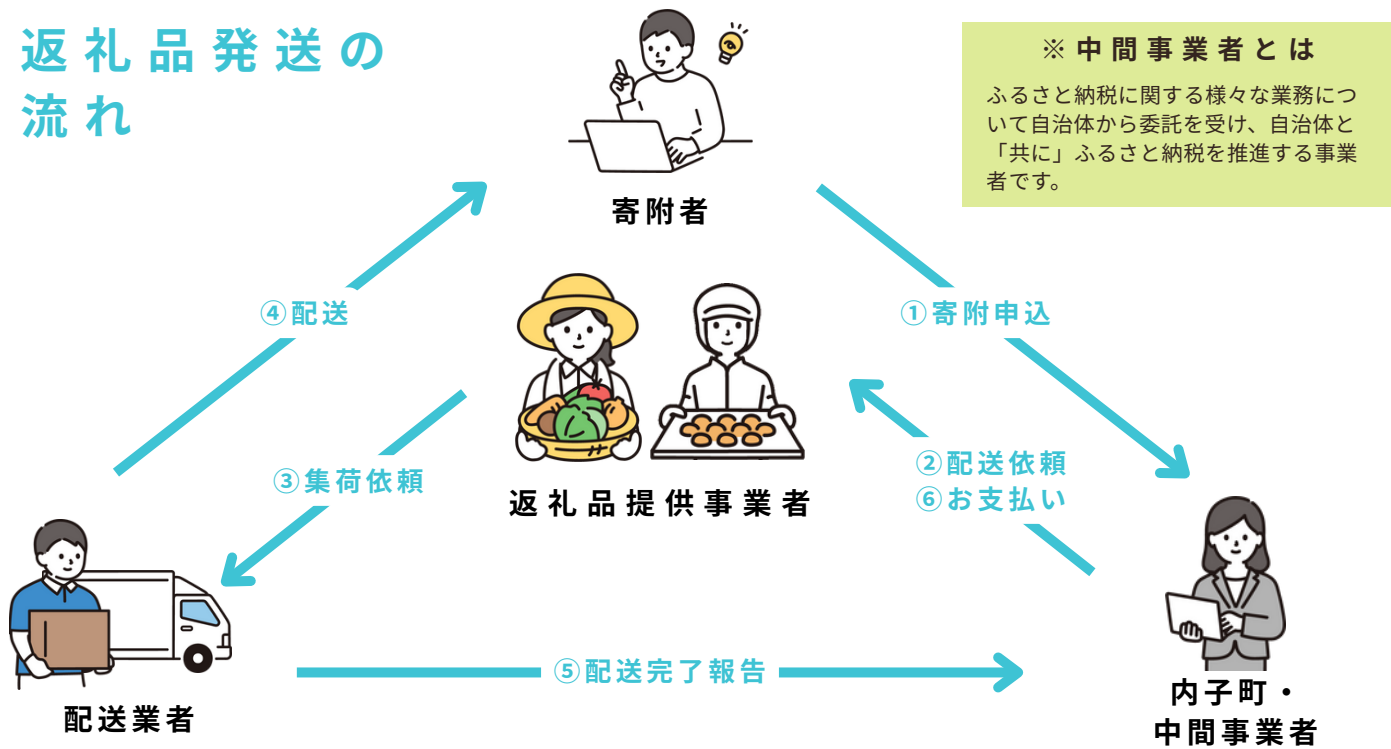 返礼品発送の
流れ
※中間事業者とは
ふるさと納税に関する様々な業務につ
いて自治体から委託を受け、自治体と
「共に」ふるさと納税を推進する事業
者です。
寄附者
④配送
①寄附申込
③集荷依頼
②配送依頼
⑥お支払い
返礼品提供事業者
⑤配送完了報告
配送業者
内子町・
中間事業者